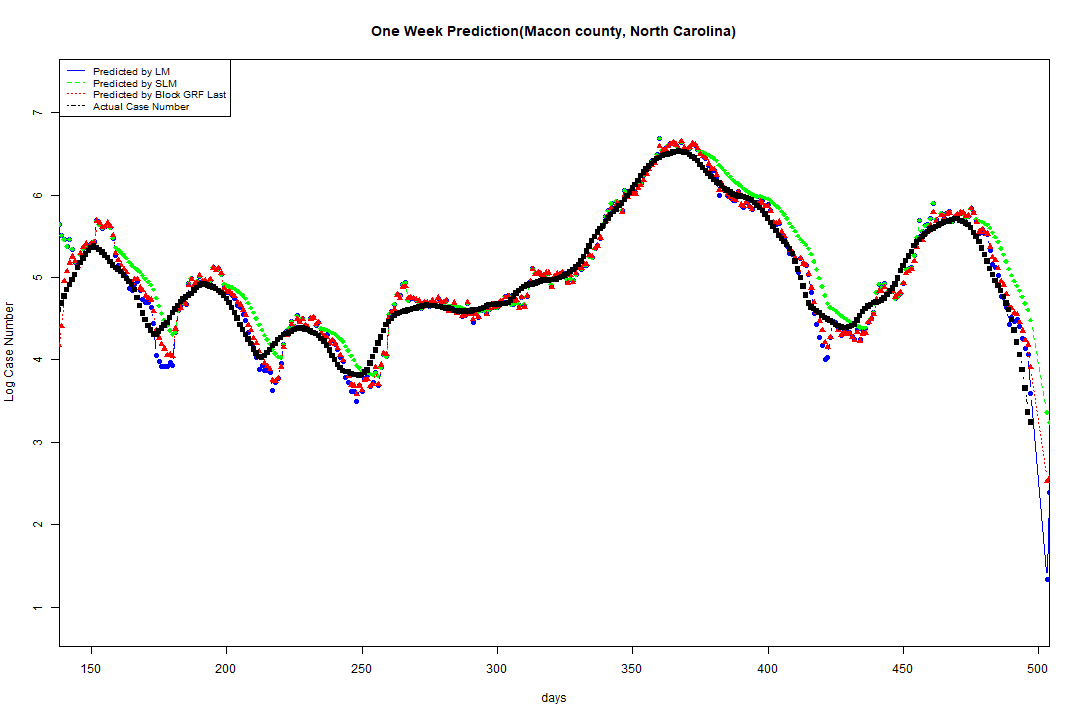 One Week Prediction(Macon county, North Carolina)
Predicted by LM
Predicted by SLM
Predicted by Block GRF Last
Actual Case Number
7
6
5
4
3
2
1
Log Case Number
150 200 250 300 350 400 450 500
days